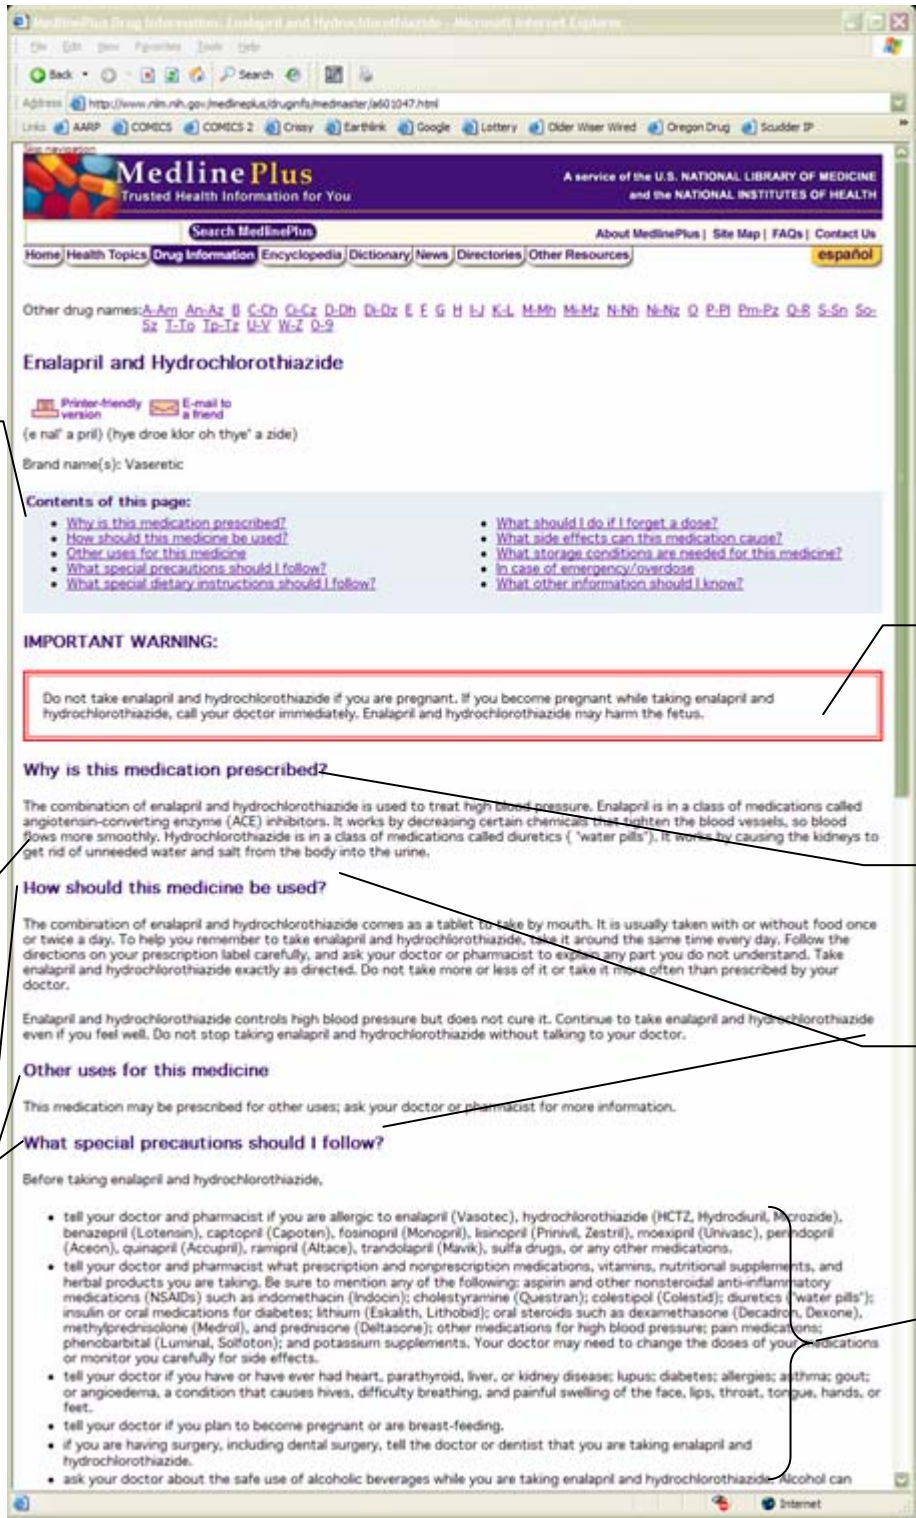 MedlinePlus Drug Information: Enalapril and Hydrochlorothiazide - Microsoft Internet Explorer
File Edit View Favorites Tools Help
Back Search
Address http://www.nlm.nih.gov/medlineplus/druginfo/medmaster/a601047.html
Links AARP COMICS COMICS 2 Crissy Earthlink Google Lottery Older Wiser Wired Oregon Drug Scudder IP
Skip navigation
MedlinePlus
Trusted Health Information for You
A service of the U.S. NATIONAL LIBRARY OF MEDICINE
and the NATIONAL INSTITUTES OF HEALTH
Search MedlinePlus
About MedlinePlus | Site Map | FAQs | Contact Us
Home Health Topics Drug Information Encyclopedia Dictionary News Directories Other Resources español
Other drug names: A-Am An-Az B C-Ch Ci-Cz D-Dh Di-Dz E F G H I-J K-L M-Mh Mi-Mz N-Nh Ni-Nz O P-Pl Pm-Pz Q-R S-Sn So-
Sz T-To Tp-Tz U-V W-Z 0-9
Enalapril and Hydrochlorothiazide
Printer-friendly version E-mail to a friend
(e nal' a pril) (hye droe klor oh thye' a zide)
Brand name(s): Vaseretic
Contents of this page:
• Why is this medication prescribed?
• How should this medicine be used?
• Other uses for this medicine
• What special precautions should I follow?
• What special dietary instructions should I follow?
• What should I do if I forget a dose?
• What side effects can this medication cause?
• What storage conditions are needed for this medicine?
• In case of emergency/overdose
• What other information should I know?
IMPORTANT WARNING:
Do not take enalapril and hydrochlorothiazide if you are pregnant. If you become pregnant while taking enalapril and
hydrochlorothiazide, call your doctor immediately. Enalapril and hydrochlorothiazide may harm the fetus.
Why is this medication prescribed?
The combination of enalapril and hydrochlorothiazide is used to treat high blood pressure. Enalapril is in a class of medications called
angiotensin-converting enzyme (ACE) inhibitors. It works by decreasing certain chemicals that tighten the blood vessels, so blood
flows more smoothly. Hydrochlorothiazide is in a class of medications called diuretics ( "water pills"). It works by causing the kidneys to
get rid of unneeded water and salt from the body into the urine.
How should this medicine be used?
The combination of enalapril and hydrochlorothiazide comes as a tablet to take by mouth. It is usually taken with or without food once
or twice a day. To help you remember to take enalapril and hydrochlorothiazide, take it around the same time every day. Follow the
directions on your prescription label carefully, and ask your doctor or pharmacist to explain any part you do not understand. Take
enalapril and hydrochlorothiazide exactly as directed. Do not take more or less of it or take it more often than prescribed by your
doctor.
Enalapril and hydrochlorothiazide controls high blood pressure but does not cure it. Continue to take enalapril and hydrochlorothiazide
even if you feel well. Do not stop taking enalapril and hydrochlorothiazide without talking to your doctor.
Other uses for this medicine
This medication may be prescribed for other uses; ask your doctor or pharmacist for more information.
What special precautions should I follow?
Before taking enalapril and hydrochlorothiazide,
• tell your doctor and pharmacist if you are allergic to enalapril (Vasotec), hydrochlorothiazide (HCTZ, Hydrodiuril, Microzide),
benazepril (Lotensin), captopril (Capoten), fosinopril (Monopril), lisinopril (Prinivil, Zestril), moexipril (Univasc), perindopril
(Aceon), quinapril (Accupril), ramipril (Altace), trandolapril (Mavik), sulfa drugs, or any other medications.
• tell your doctor and pharmacist what prescription and nonprescription medications, vitamins, nutritional supplements, and
herbal products you are taking. Be sure to mention any of the following: aspirin and other nonsteroidal anti-inflammatory
medications (NSAIDs) such as indomethacin (Indocin); cholestyramine (Questran); colestipol (Colestid); diuretics ("water pills");
insulin or oral medications for diabetes; lithium (Eskalith, Lithobid); oral steroids such as dexamethasone (Decadron, Dexone),
methylprednisolone (Medrol), and prednisone (Deltasone); other medications for high blood pressure; pain medications;
phenobarbital (Luminal, Solfoton); and potassium supplements. Your doctor may need to change the doses of your medications
or monitor you carefully for side effects.
• tell your doctor if you have or have ever had heart, parathyroid, liver, or kidney disease; lupus; diabetes; allergies; asthma; gout;
or angioedema, a condition that causes hives, difficulty breathing, and painful swelling of the face, lips, throat, tongue, hands, or
feet.
• tell your doctor if you plan to become pregnant or are breast-feeding.
• if you are having surgery, including dental surgery, tell the doctor or dentist that you are taking enalapril and
hydrochlorothiazide.
• ask your doctor about the safe use of alcoholic beverages while you are taking enalapril and hydrochlorothiazide. Alcohol can
Internet